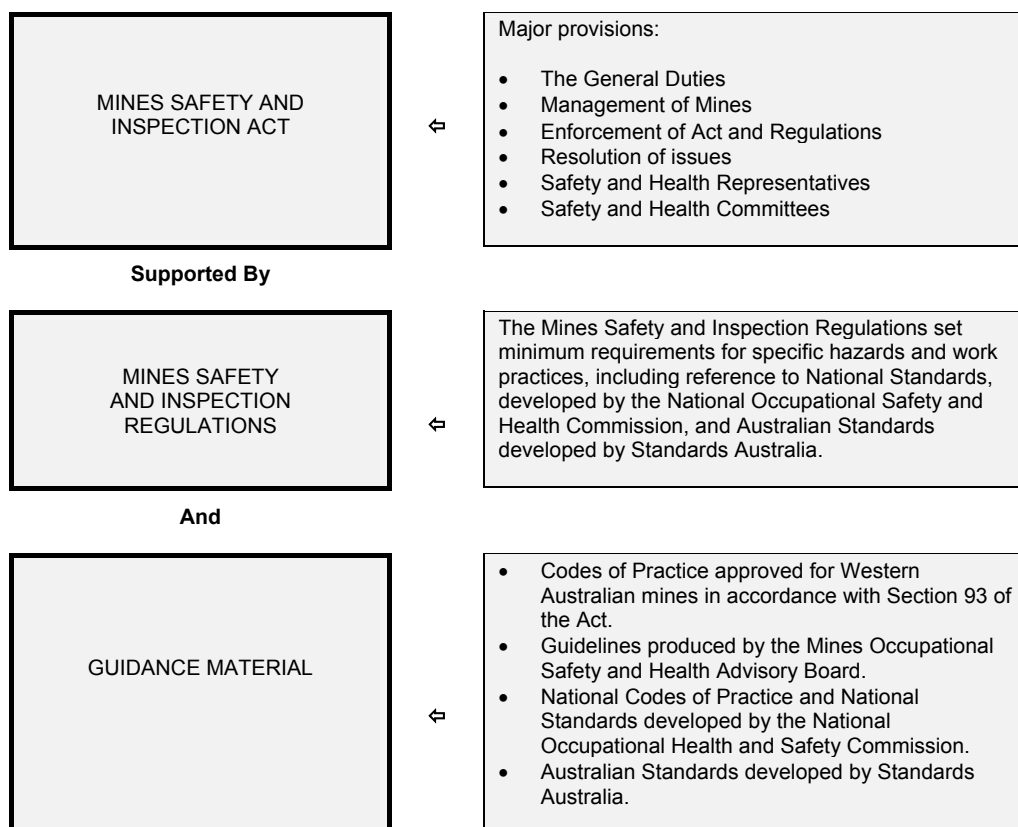 MINES SAFETY AND
INSPECTION ACT
⇦
Major provisions:
• The General Duties
• Management of Mines
• Enforcement of Act and Regulations
• Resolution of issues
• Safety and Health Representatives
• Safety and Health Committees
Supported By
MINES SAFETY
AND INSPECTION
REGULATIONS
⇦
The Mines Safety and Inspection Regulations set
minimum requirements for specific hazards and work
practices, including reference to National Standards,
developed by the National Occupational Safety and
Health Commission, and Australian Standards
developed by Standards Australia.
And
GUIDANCE MATERIAL
⇦
• Codes of Practice approved for Western
Australian mines in accordance with Section 93 of
the Act.
• Guidelines produced by the Mines Occupational
Safety and Health Advisory Board.
• National Codes of Practice and National
Standards developed by the National
Occupational Health and Safety Commission.
• Australian Standards developed by Standards
Australia.